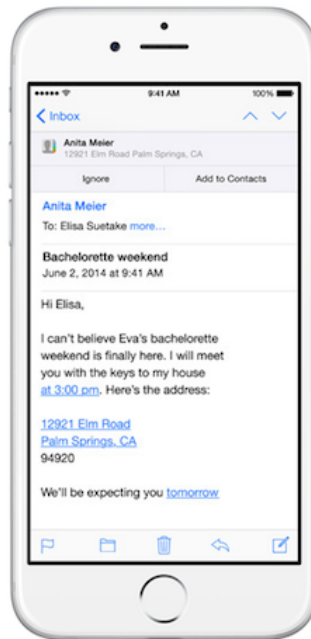 9:41 AM 100%
Inbox
Anita Meier
12921 Elm Road Palm Springs, CA
Ignore Add to Contacts
Anita Meier
To: Elisa Suetake more...
Bachelorette weekend
June 2, 2014 at 9:41 AM
Hi Elisa,
I can't believe Eva's bachelorette
weekend is finally here. I will meet
you with the keys to my house
at 3:00 pm. Here's the address:
12921 Elm Road
Palm Springs, CA
94920
We'll be expecting you tomorrow